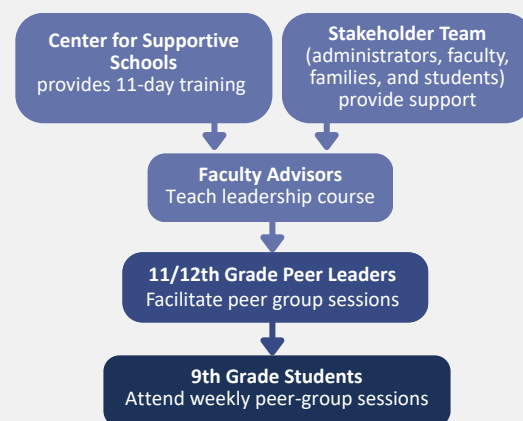 Center for Supportive
Schools
provides 11-day training
Stakeholder Team
(administrators, faculty,
families, and students)
provide support
Faculty Advisors
Teach leadership course
11/12th Grade Peer Leaders
Facilitate peer group sessions
9th Grade Students
Attend weekly peer-group sessions